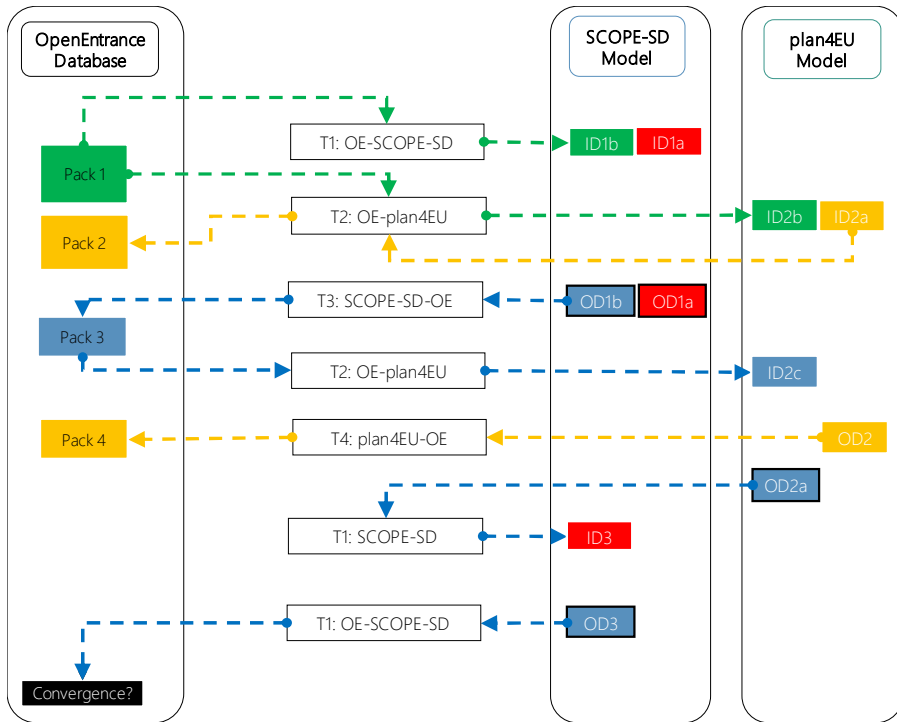 OpenEntrance
Database
SCOPE-SD
Model
plan4EU
Model
T1: OE-SCOPE-SD
ID1b
ID1a
Pack 1
T2: OE-plan4EU
ID2b
ID2a
Pack 2
T3: SCOPE-SD-OE
OD1b
OD1a
Pack 3
T2: OE-plan4EU
ID2c
Pack 4
T4: plan4EU-OE
OD2
OD2a
T1: SCOPE-SD
ID3
T1: OE-SCOPE-SD
OD3
Convergence?